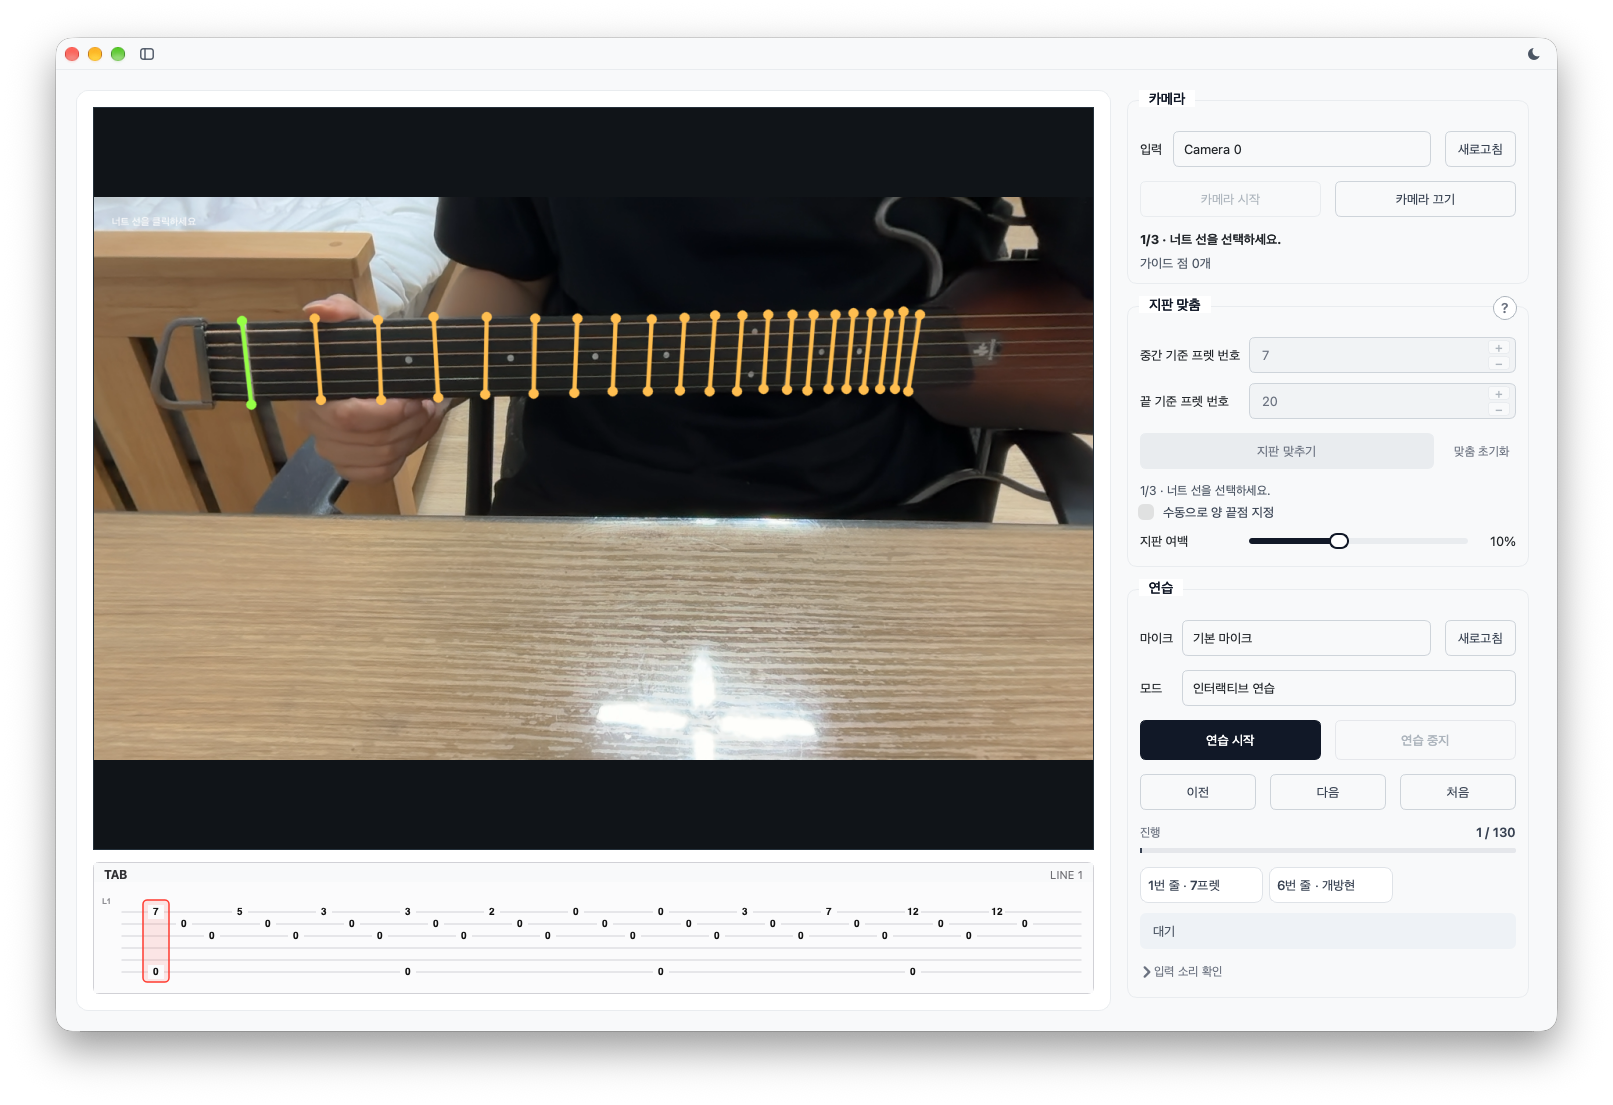 너트 선을 클릭하세요
TAB
LINE 1
L1
7 5 3 3 2 0 0 3 7 12 12
0 0 0 0 0 0 0 0 0 0 0
0 0 0 0 0 0 0 0 0 0
0 0 0 0
카메라
입력 Camera 0 새로고침
카메라 시작 카메라 끄기
1/3 · 너트 선을 선택하세요.
가이드 점 0개
지판 맞춤 ?
중간 기준 프렛 번호 7 + −
끝 기준 프렛 번호 20 + −
지판 맞추기 맞춤 초기화
1/3 · 너트 선을 선택하세요.
수동으로 양 끝점 지정
지판 여백 10%
연습
마이크 기본 마이크 새로고침
모드 인터랙티브 연습
연습 시작 연습 중지
이전 다음 처음
진행 1 / 130
1번 줄 · 7프렛 6번 줄 · 개방현
대기
입력 소리 확인